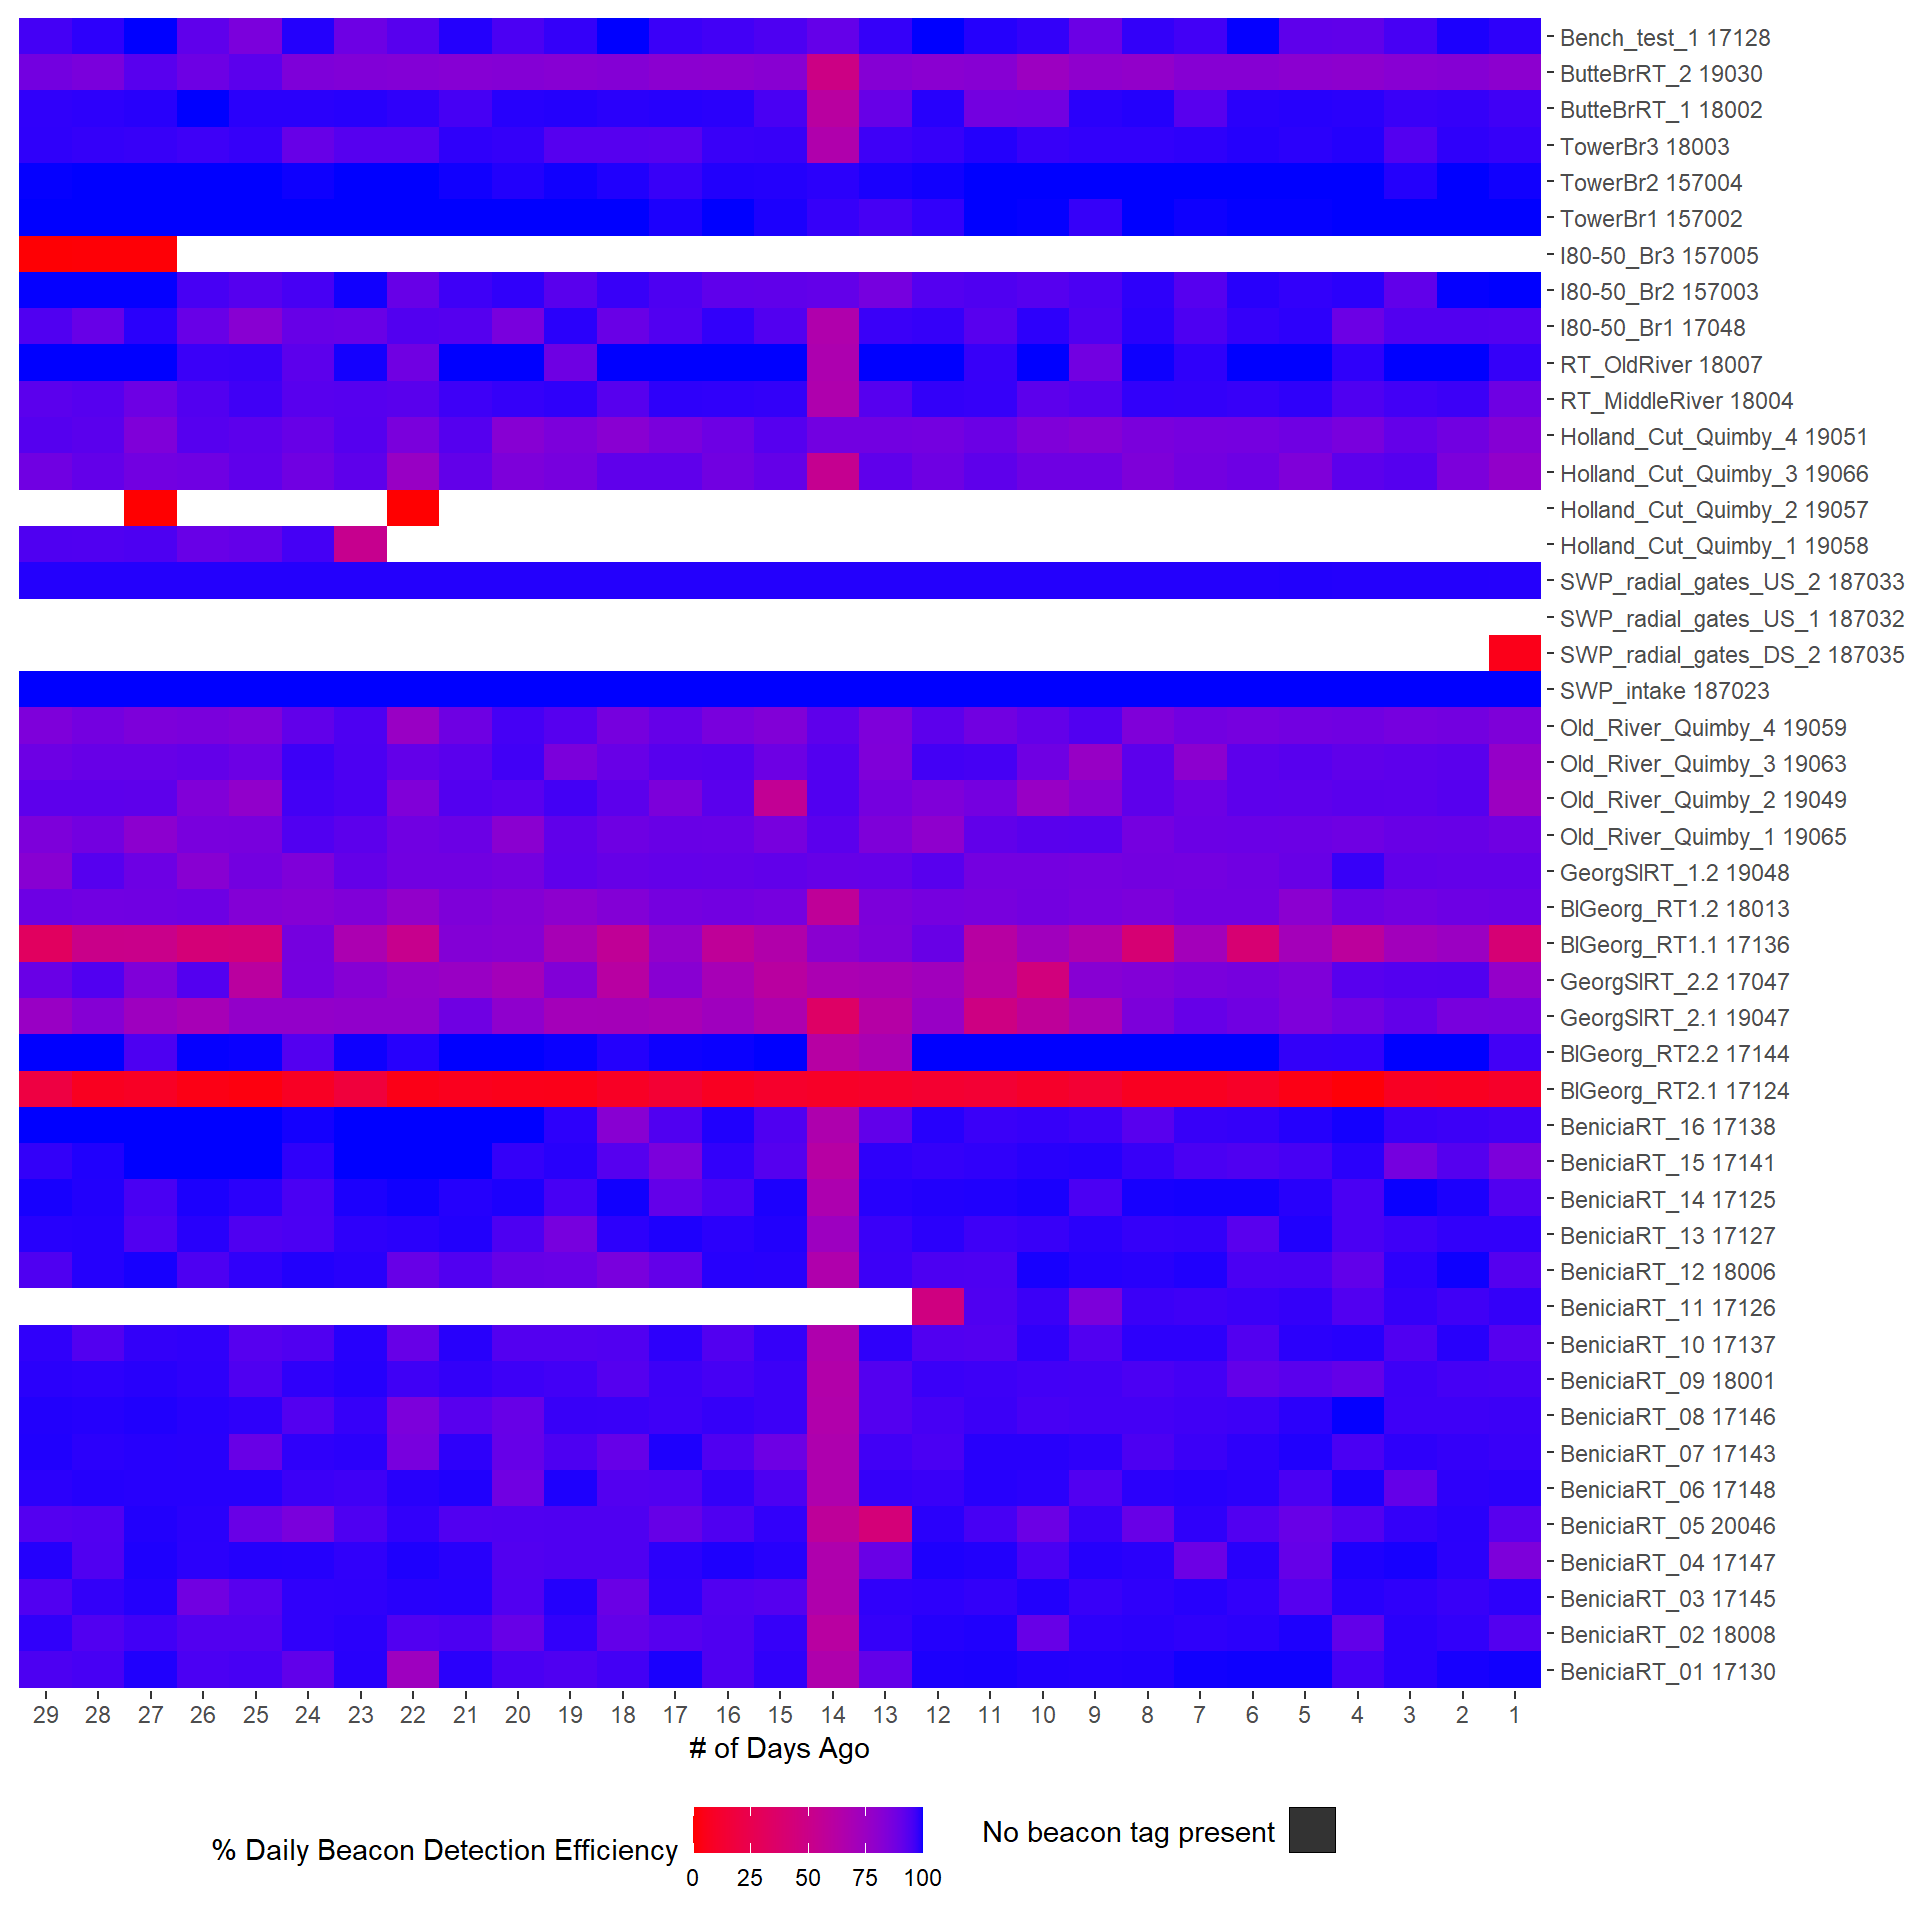 Bench_test_1 17128
ButteBrRT_2 19030
ButteBrRT_1 18002
TowerBr3 18003
TowerBr2 157004
TowerBr1 157002
I80-50_Br3 157005
I80-50_Br2 157003
I80-50_Br1 17048
RT_OldRiver 18007
RT_MiddleRiver 18004
Holland_Cut_Quimby_4 19051
Holland_Cut_Quimby_3 19066
Holland_Cut_Quimby_2 19057
Holland_Cut_Quimby_1 19058
SWP_radial_gates_US_2 187033
SWP_radial_gates_US_1 187032
SWP_radial_gates_DS_2 187035
SWP_intake 187023
Old_River_Quimby_4 19059
Old_River_Quimby_3 19063
Old_River_Quimby_2 19049
Old_River_Quimby_1 19065
GeorgSlRT_1.2 19048
BlGeorg_RT1.2 18013
BlGeorg_RT1.1 17136
GeorgSlRT_2.2 17047
GeorgSlRT_2.1 19047
BlGeorg_RT2.2 17144
BlGeorg_RT2.1 17124
BeniciaRT_16 17138
BeniciaRT_15 17141
BeniciaRT_14 17125
BeniciaRT_13 17127
BeniciaRT_12 18006
BeniciaRT_11 17126
BeniciaRT_10 17137
BeniciaRT_09 18001
BeniciaRT_08 17146
BeniciaRT_07 17143
BeniciaRT_06 17148
BeniciaRT_05 20046
BeniciaRT_04 17147
BeniciaRT_03 17145
BeniciaRT_02 18008
BeniciaRT_01 17130
29 28 27 26 25 24 23 22 21 20 19 18 17 16 15 14 13 12 11 10 9 8 7 6 5 4 3 2 1
# of Days Ago
% Daily Beacon Detection Efficiency
0 25 50 75 100
No beacon tag present